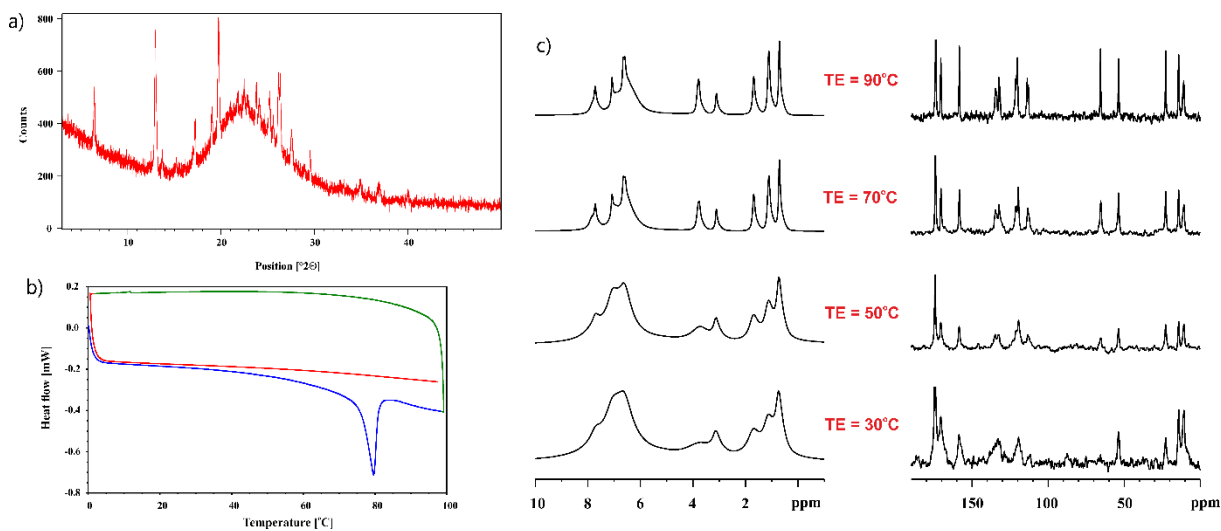 a)
800
600
400
200
0
Counts
10
20
30
40
Position [°2Θ]
b)
0.2
0.0
-0.2
-0.4
-0.6
-0.8
Heat flow [mW]
0
20
40
60
80
100
Temperature [°C]
c)
TE = 90°C
TE = 70°C
TE = 50°C
TE = 30°C
10
8
6
4
2
ppm
150
100
50
ppm